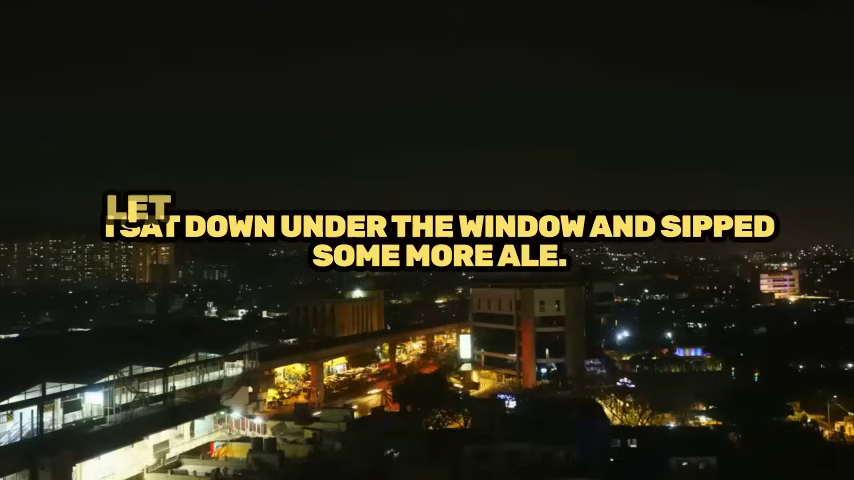 LET
I SAT DOWN UNDER THE WINDOW AND SIPPED
SOME MORE ALE.